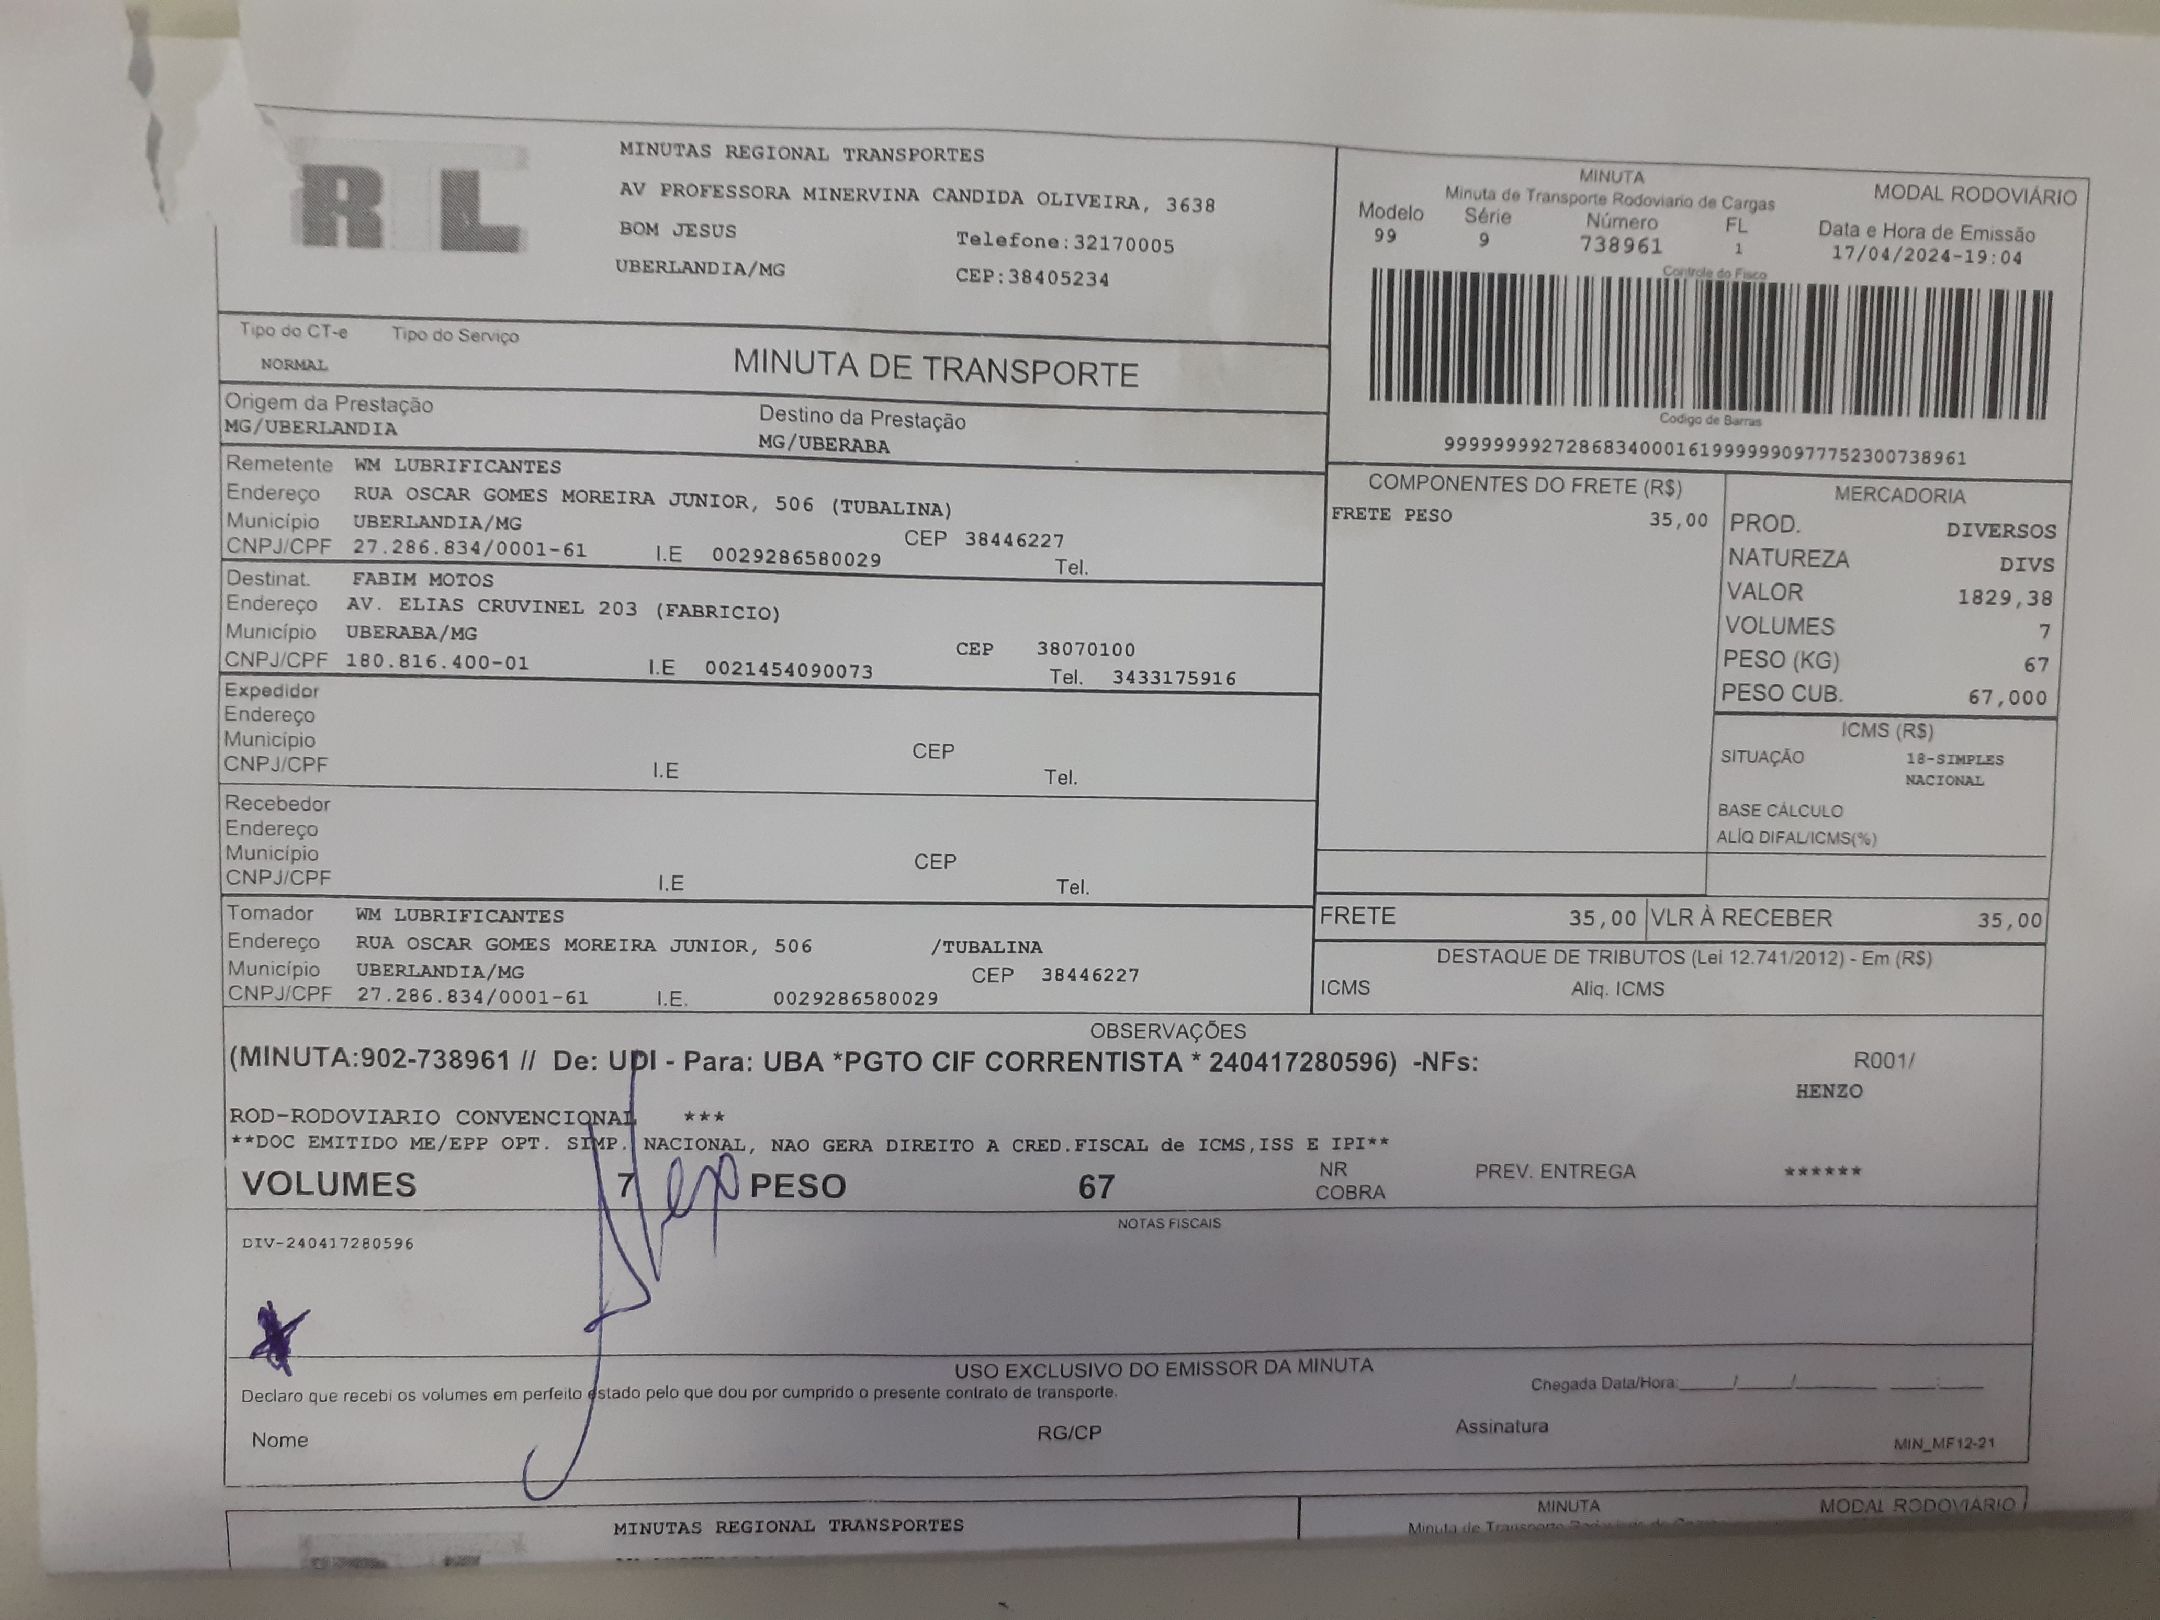 RTL
MINUTAS REGIONAL TRANSPORTES
AV PROFESSORA MINERVINA CANDIDA OLIVEIRA, 3638
BOM JESUS Telefone:32170005
UBERLANDIA/MG CEP:38405234
MINUTA MODAL RODOVIÁRIO
Minuta de Transporte Rodoviario de Cargas
Modelo Série Número FL Data e Hora de Emissão
99 9 738961 1 17/04/2024-19:04
Controle do Fisco
Codigo de Barras
99999999272868340001619999999097775230073​8961
Tipo do CT-e Tipo do Serviço
NORMAL
MINUTA DE TRANSPORTE
Origem da Prestação Destino da Prestação
MG/UBERLANDIA MG/UBERABA
Remetente WM LUBRIFICANTES
Endereço RUA OSCAR GOMES MOREIRA JUNIOR, 506 (TUBALINA)
Município UBERLANDIA/MG CEP 38446227
CNPJ/CPF 27.286.834/0001-61 I.E 0029286580029 Tel.
Destinat. FABIM MOTOS
Endereço AV. ELIAS CRUVINEL 203 (FABRICIO)
Município UBERABA/MG CEP 38070100
CNPJ/CPF 180.816.400-01 I.E 0021454090073 Tel. 3433175916
Expedidor
Endereço
Município CEP
CNPJ/CPF I.E Tel.
Recebedor
Endereço
Município CEP
CNPJ/CPF I.E Tel.
Tomador WM LUBRIFICANTES
Endereço RUA OSCAR GOMES MOREIRA JUNIOR, 506 /TUBALINA
Município UBERLANDIA/MG CEP 38446227
CNPJ/CPF 27.286.834/0001-61 I.E. 0029286580029
COMPONENTES DO FRETE (R$)
FRETE PESO 35,00
MERCADORIA
PROD. DIVERSOS
NATUREZA DIVS
VALOR 1829,38
VOLUMES 7
PESO (KG) 67
PESO CUB. 67,000
ICMS (R$)
SITUAÇÃO 18-SIMPLES
NACIONAL
BASE CÁLCULO
ALÍQ DIFAL/ICMS(%)
FRETE 35,00 VLR À RECEBER 35,00
DESTAQUE DE TRIBUTOS (Lei 12.741/2012) - Em (R$)
ICMS Aliq. ICMS
OBSERVAÇÕES
(MINUTA:902-738961 // De: UDI - Para: UBA *PGTO CIF CORRENTISTA * 240417280596) -NFs: R001/
HENZO
ROD-RODOVIARIO CONVENCIONAL ***
**DOC EMITIDO ME/EPP OPT. SIMP. NACIONAL, NAO GERA DIREITO A CRED.FISCAL de ICMS,ISS E IPI**
VOLUMES 7 PESO 67 NR COBRA PREV. ENTREGA ******
NOTAS FISCAIS
DIV-240417280596
USO EXCLUSIVO DO EMISSOR DA MINUTA
Declaro que recebi os volumes em perfeito estado pelo que dou por cumprido o presente contrato de transporte. Chegada Data/Hora:____/____/________ ____:____
Nome RG/CP Assinatura
MIN_MF12-21
MINUTAS REGIONAL TRANSPORTES
MINUTA MODAL RODOVIÁRIO
Minuta de Transporte